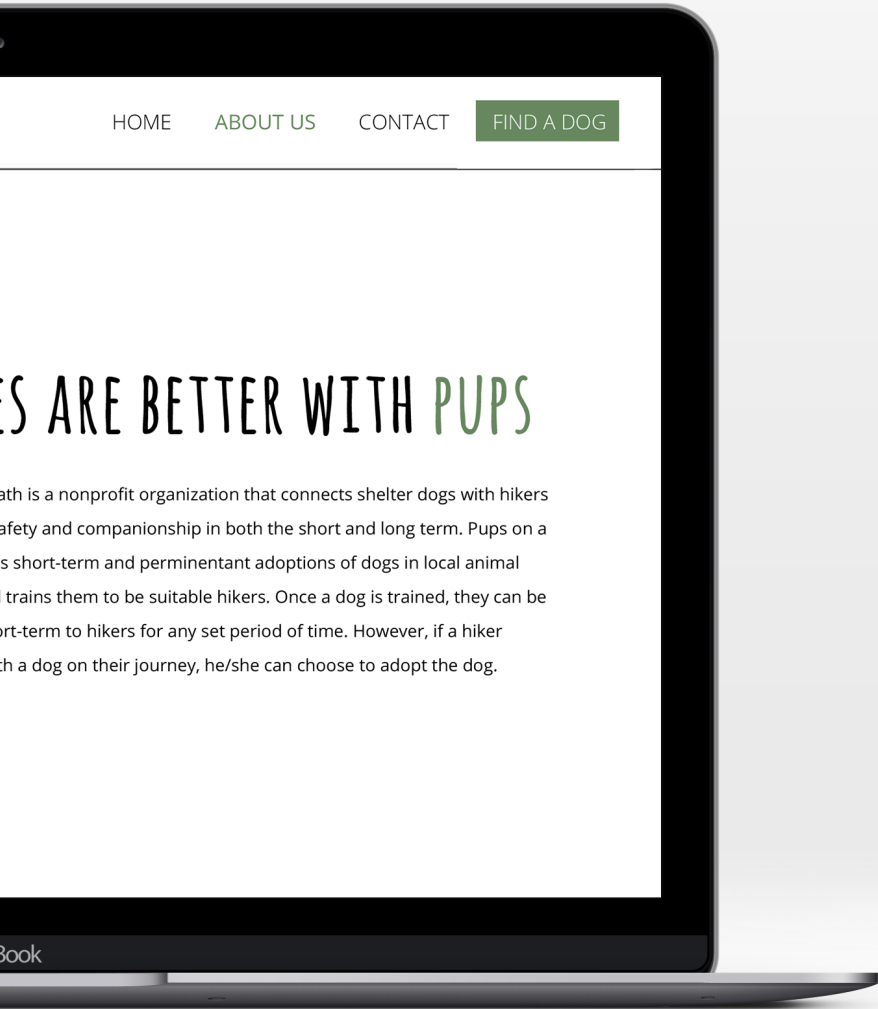 HOME ABOUT US CONTACT FIND A DOG
ES ARE BETTER WITH PUPS
ath is a nonprofit organization that connects shelter dogs with hikers
afety and companionship in both the short and long term. Pups on a
s short-term and perminentant adoptions of dogs in local animal
trains them to be suitable hikers. Once a dog is trained, they can be
ort-term to hikers for any set period of time. However, if a hiker
th a dog on their journey, he/she can choose to adopt the dog.
Book